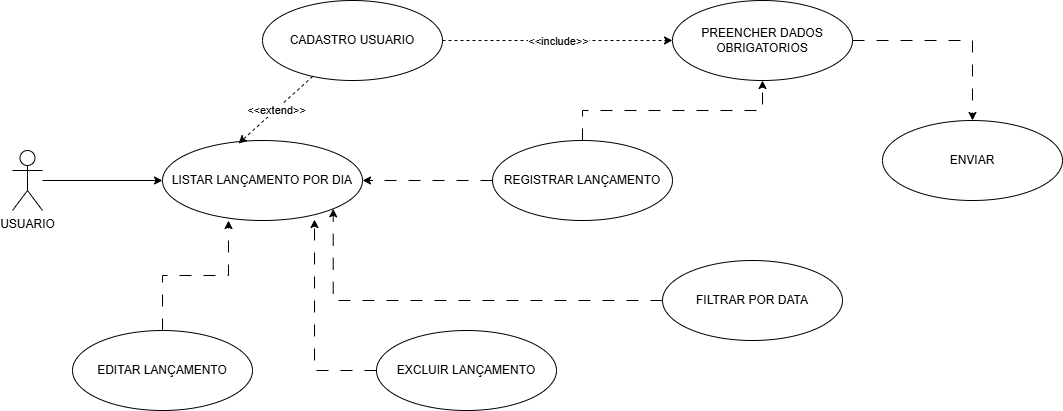 CADASTRO USUARIO
<<include>>
PREENCHER DADOS
OBRIGATORIOS
<<extend>>
ENVIAR
LISTAR LANÇAMENTO POR DIA
REGISTRAR LANÇAMENTO
USUARIO
FILTRAR POR DATA
EDITAR LANÇAMENTO
EXCLUIR LANÇAMENTO